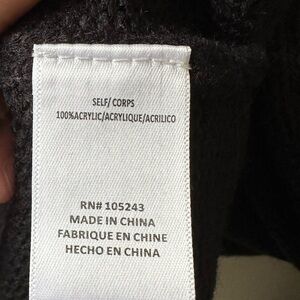 SELF/ CORPS
100%ACRYLIC/ACRYLIQUE/ACRILICO
RN# 105243
MADE IN CHINA
FABRIQUE EN CHINE
HECHO EN CHINA